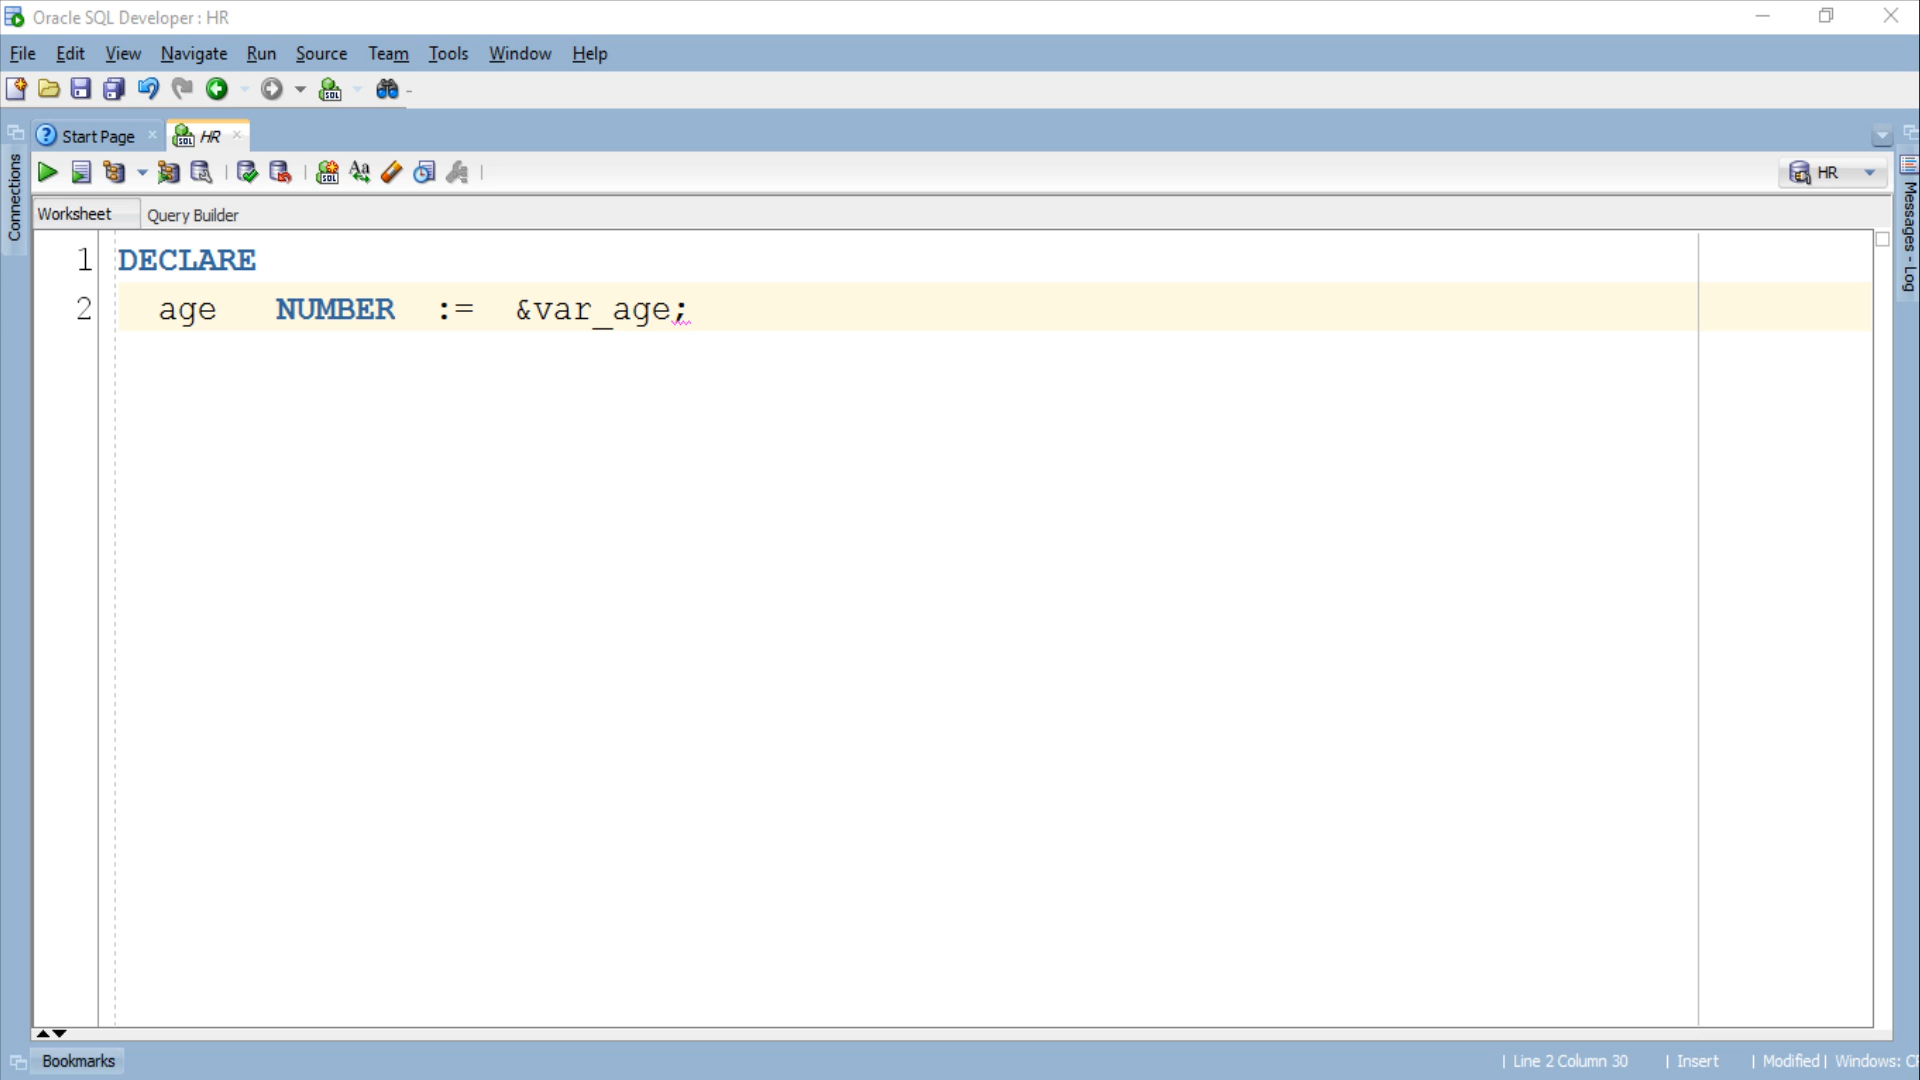 Oracle SQL Developer : HR
File Edit View Navigate Run Source Team Tools Window Help
Start Page HR
HR
Worksheet Query Builder
Connections
Messages - Log
1 DECLARE
2 age NUMBER := &var_age;
Bookmarks
| Line 2 Column 30 | Insert | Modified | Windows: C